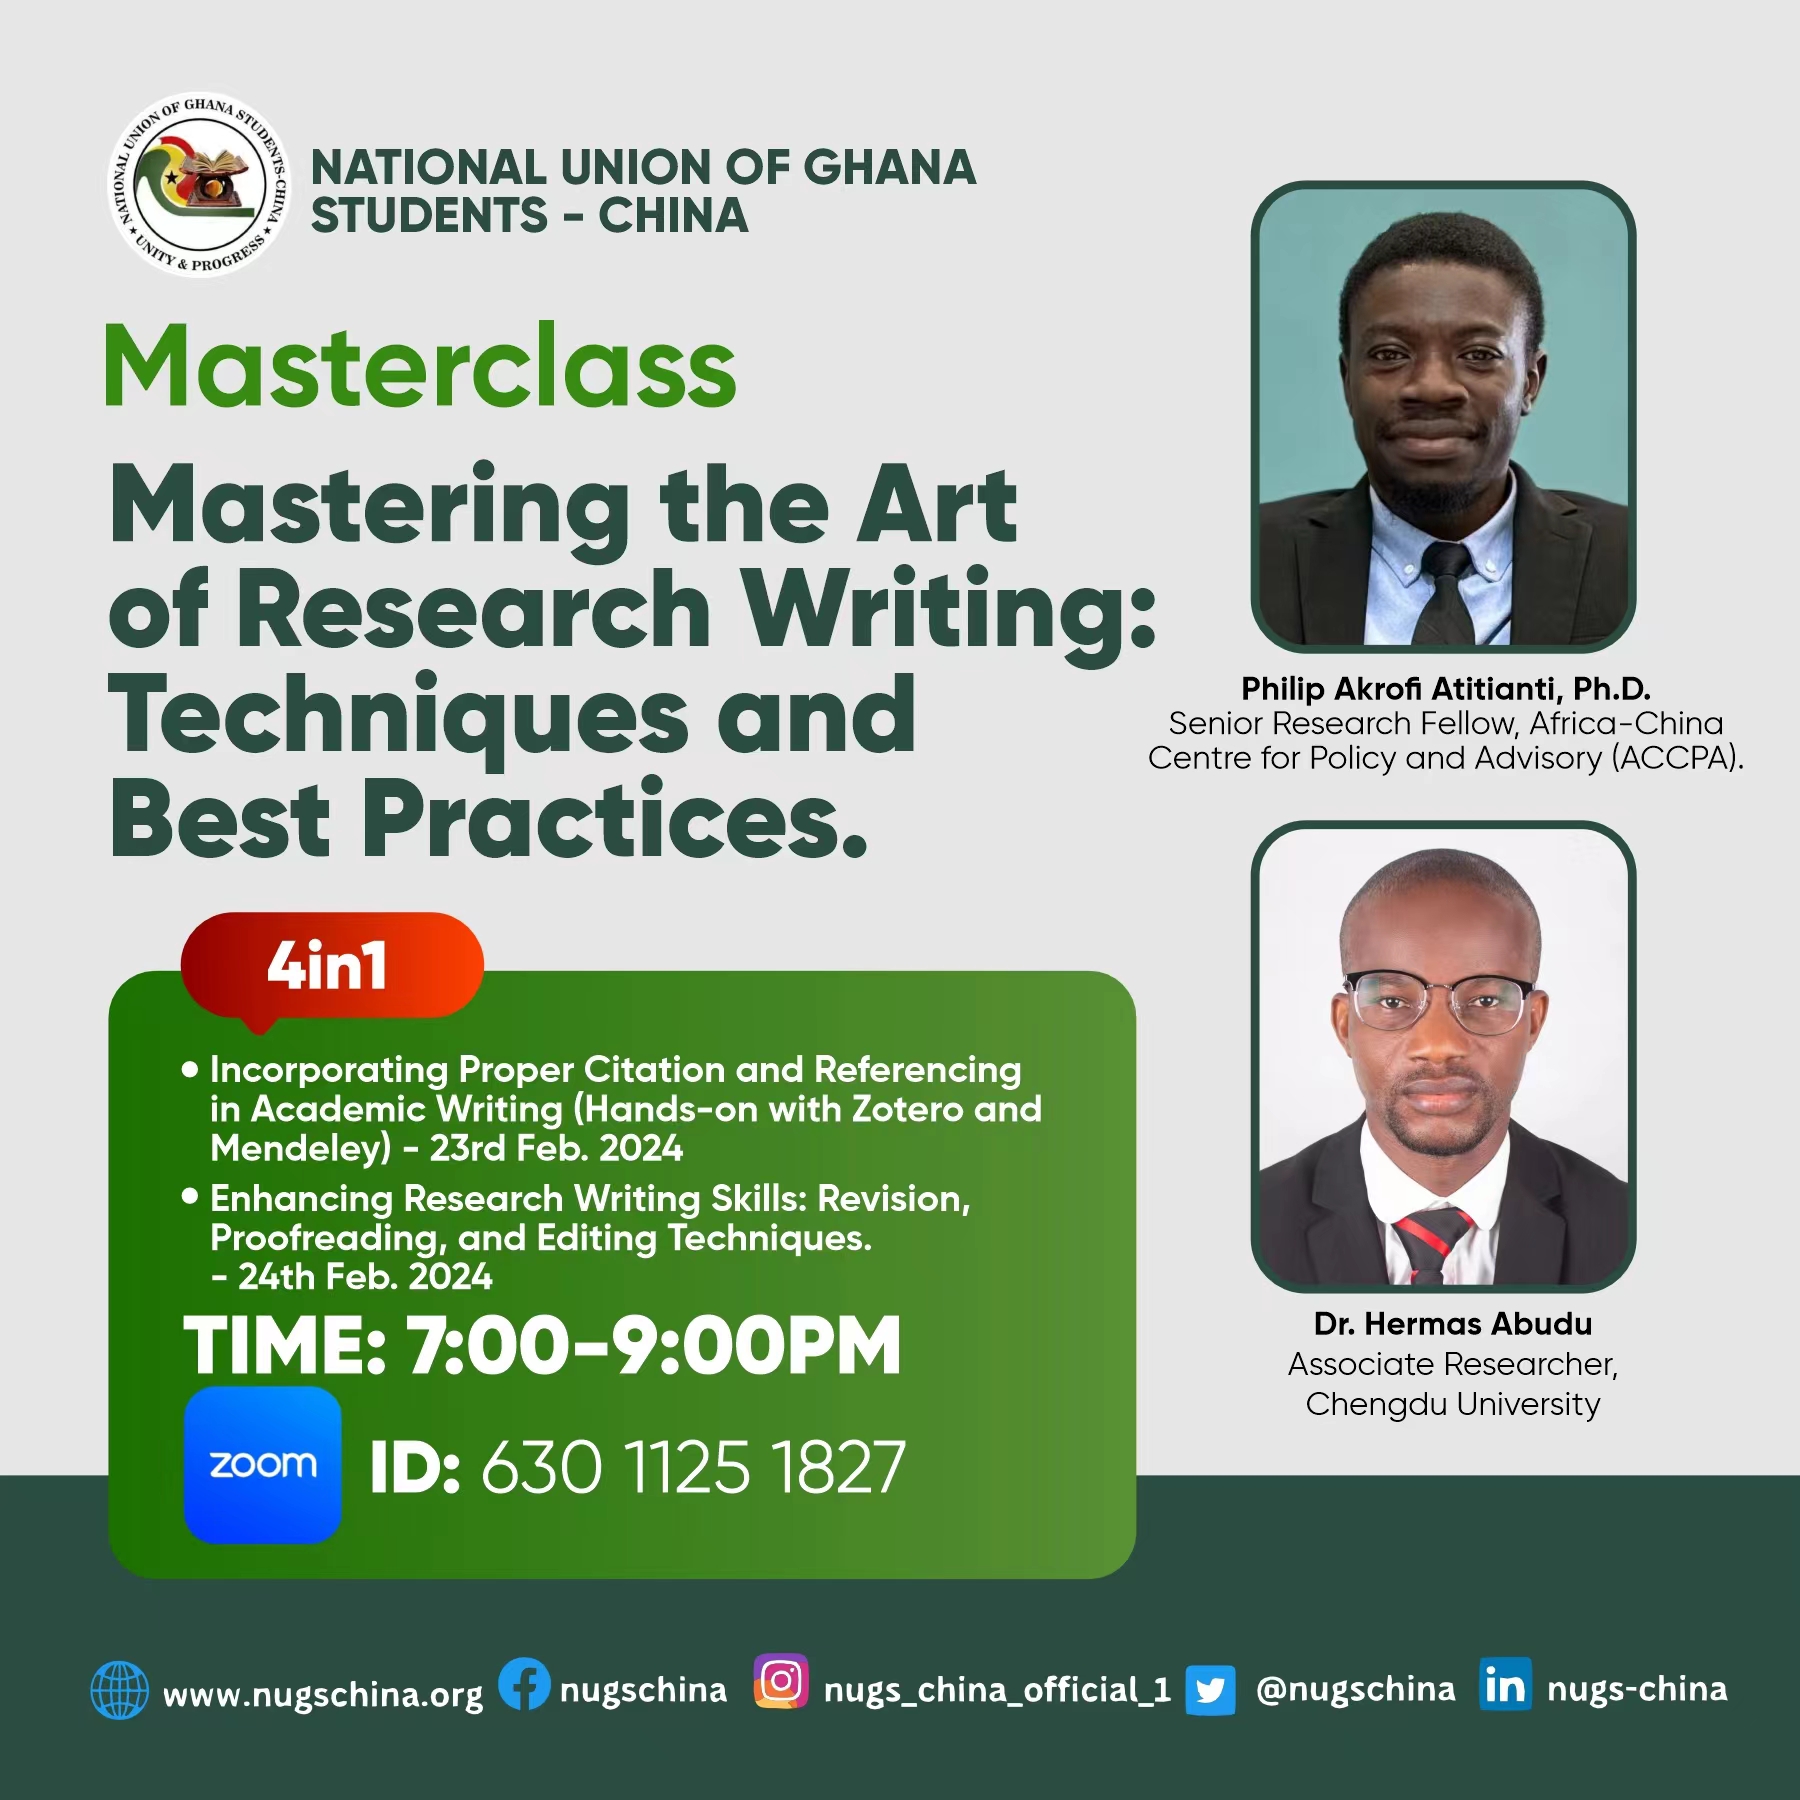 NATIONAL UNION OF GHANA STUDENTS-CHINA
UNITY & PROGRESS
NATIONAL UNION OF GHANA
STUDENTS - CHINA
Masterclass
Mastering the Art
of Research Writing:
Techniques and
Best Practices.
4in1
• Incorporating Proper Citation and Referencing
in Academic Writing (Hands-on with Zotero and
Mendeley) - 23rd Feb. 2024
• Enhancing Research Writing Skills: Revision,
Proofreading, and Editing Techniques.
- 24th Feb. 2024
TIME: 7:00-9:00PM
zoom
ID: 630 1125 1827
Philip Akrofi Atitianti, Ph.D.
Senior Research Fellow, Africa-China
Centre for Policy and Advisory (ACCPA).
Dr. Hermas Abudu
Associate Researcher,
Chengdu University
www.nugschina.org
nugschina
nugs_china_official_1
@nugschina
in
nugs-china